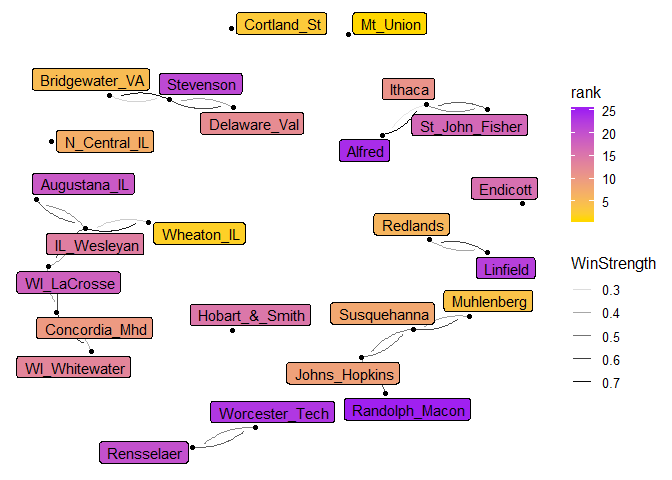 Cortland_St
Mt_Union
Bridgewater_VA
Stevenson
Ithaca
rank
Delaware_Val
St_John_Fisher
25
20
15
10
5
N_Central_IL
Alfred
Augustana_IL
Endicott
Redlands
Wheaton_IL
IL_Wesleyan
WinStrength
Linfield
WI_LaCrosse
0.3
0.4
0.5
0.6
0.7
Muhlenberg
Hobart_&_Smith
Susquehanna
Concordia_Mhd
WI_Whitewater
Johns_Hopkins
Worcester_Tech
Randolph_Macon
Rensselaer